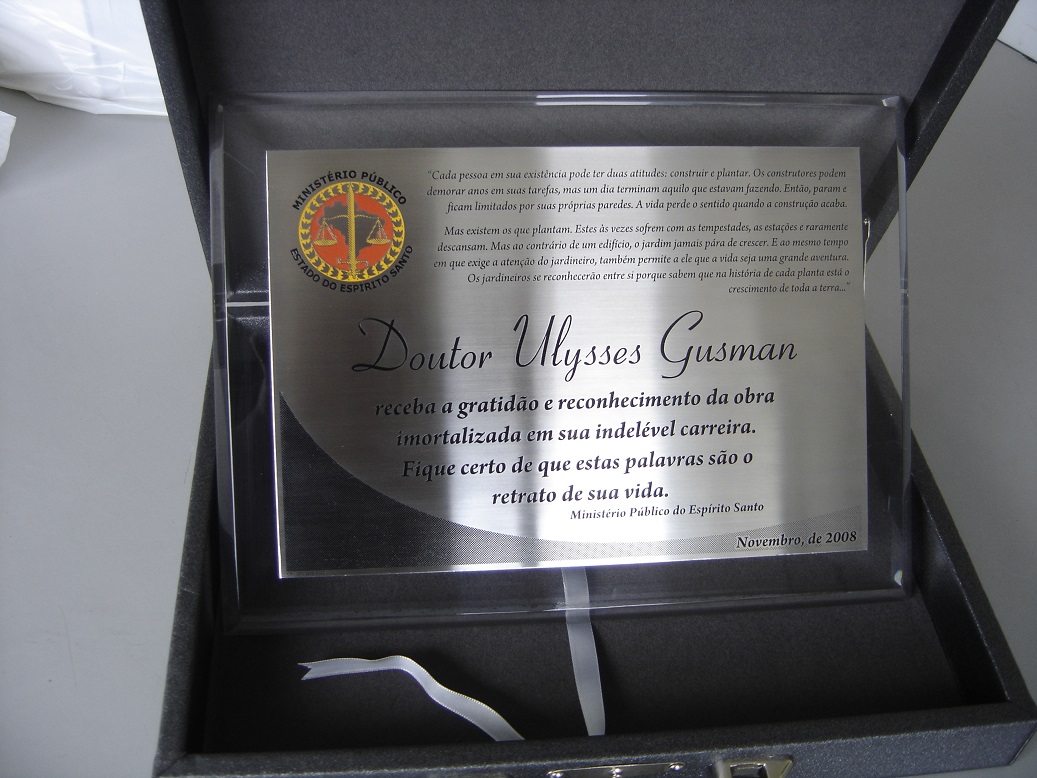 MINISTÉRIO PÚBLICO
ESTADO DO ESPÍRITO SANTO
"Cada pessoa em sua existência pode ter duas atitudes: construir e plantar. Os construtores podem
demorar anos em suas tarefas, mas um dia terminam aquilo que estavam fazendo. Então, param e
ficam limitados por suas próprias paredes. A vida perde o sentido quando a construção acaba.
Mas existem os que plantam. Estes às vezes sofrem com as tempestades, as estações e raramente
descansam. Mas ao contrário de um edifício, o jardim jamais pára de crescer. E ao mesmo tempo
em que exige a atenção do jardineiro, também permite a ele que a vida seja uma grande aventura.
Os jardineiros se reconhecerão entre si porque sabem que na história de cada planta está o
crescimento de toda a terra..."
Doutor Ulysses Gusman
receba a gratidão e reconhecimento da obra
imortalizada em sua indelével carreira.
Fique certo de que estas palavras são o
retrato de sua vida.
Ministério Público do Espírito Santo
Novembro, de 2008